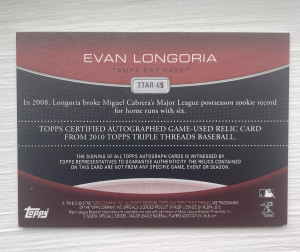 EVAN LONGORIA
TAMPA BAY RAYS™
TTAR-65
In 2008, Longoria broke Miguel Cabrera's Major League postseason rookie record
for home runs with six.
TOPPS CERTIFIED AUTOGRAPHED GAME-USED RELIC CARD
FROM 2010 TOPPS TRIPLE THREADS BASEBALL.
THE SIGNING OF ALL TOPPS AUTOGRAPH CARDS IS WITNESSED BY
TOPPS REPRESENTATIVES TO GUARANTEE AUTHENTICITY. THE RELICS CONTAINED
ON THIS CARD ARE NOT FROM ANY SPECIFIC GAME, EVENT OR SEASON.
Topps